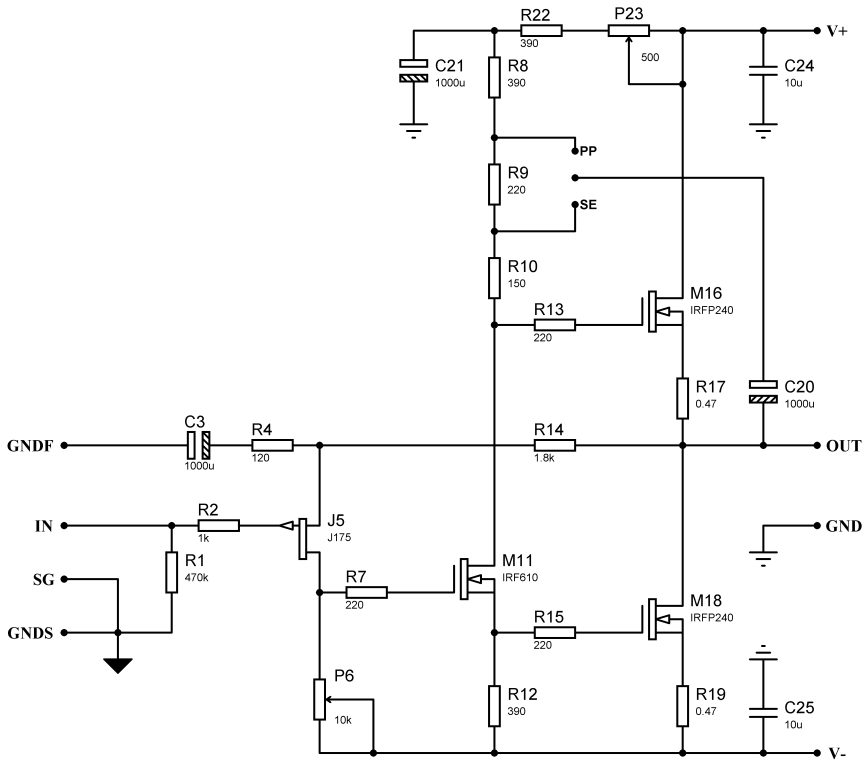 R22
390
P23
500
V+
C21
1000u
R8
390
C24
10u
PP
R9
220
SE
R10
150
M16
IRFP240
R13
220
R17
0.47
C20
1000u
C3
1000u
R4
120
R14
1.8k
GNDF
OUT
IN
R2
1k
J5
J175
GND
R1
470k
SG
R7
220
M11
IRF610
M18
IRFP240
R15
220
GNDS
P6
10k
R12
390
R19
0.47
C25
10u
V-